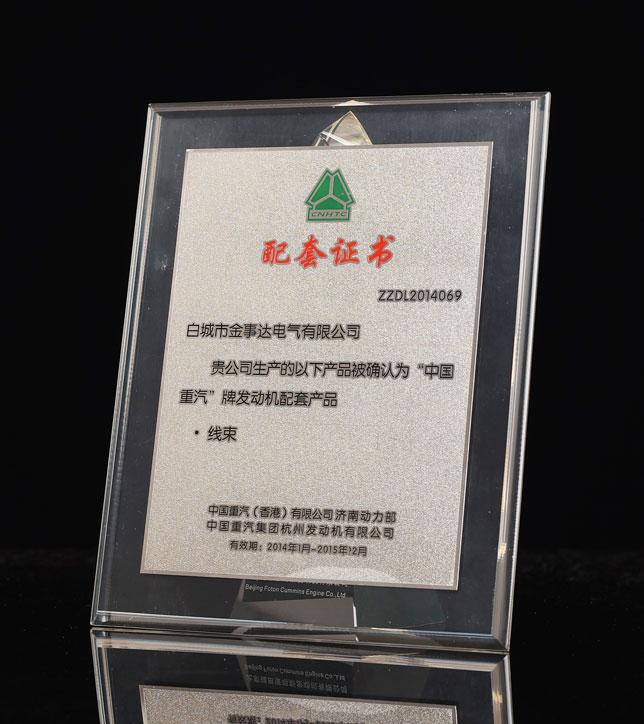 CNHTC
配套证书
ZZDL2014069
白城市金事达电气有限公司
贵公司生产的以下产品被确认为“中国
重汽”牌发动机配套产品
• 线束
中国重汽（香港）有限公司济南动力部
中国重汽集团杭州发动机有限公司
有效期：2014年1月-2015年12月
Beijing Foton Cummins Engine Co., Ltd